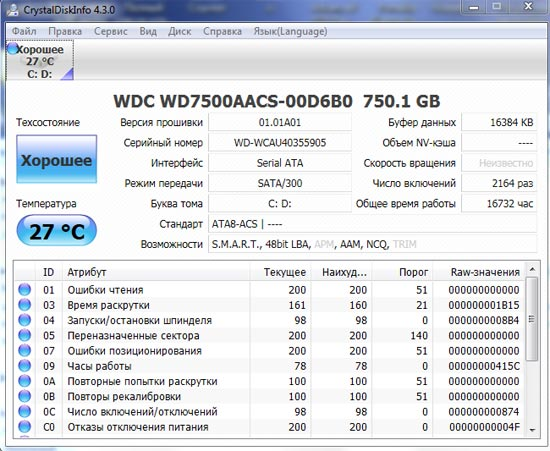 CrystalDiskInfo 4.3.0
Файл Правка Сервис Вид Диск Справка Язык(Language)
Хорошее
27 °C
C: D:
WDC WD7500AACS-00D6B0 750.1 GB
Техсостояние
Хорошее
Температура
27 °C
Версия прошивки 01.01A01 Буфер данных 16384 KB
Серийный номер WD-WCAU40355905 Объем NV-кэша ----
Интерфейс Serial ATA Скорость вращения Неизвестно
Режим передачи SATA/300 Число включений 2164 раз
Буква тома C: D: Общее время работы 16732 час
Стандарт ATA8-ACS | ----
Возможности S.M.A.R.T., 48bit LBA, APM, AAM, NCQ, TRIM
ID Атрибут Текущее Наихуд... Порог Raw-значения
01 Ошибки чтения 200 200 51 000000000000
03 Время раскрутки 161 160 21 000000001B15
04 Запуски/остановки шпинделя 98 98 0 0000000008B4
05 Переназначенные сектора 200 200 140 000000000000
07 Ошибки позиционирования 200 200 51 000000000000
09 Часы работы 78 78 0 00000000415C
0A Повторные попытки раскрутки 100 100 51 000000000000
0B Повторы рекалибровки 100 100 51 000000000000
0C Число включений/отключений 98 98 0 000000000874
C0 Отказы отключения питания 200 200 0 00000000004F